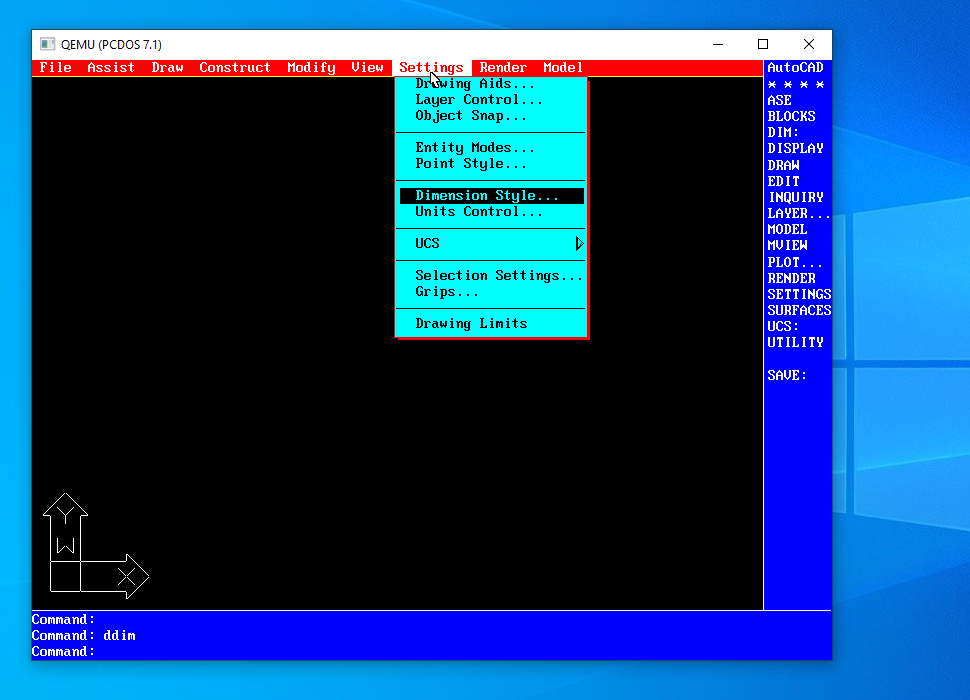 QEMU (PCDOS 7.1)
File Assist Draw Construct Modify View Settings Render Model
Drawing Aids...
Layer Control...
Object Snap...
Entity Modes...
Point Style...
Dimension Style...
Units Control...
UCS
Selection Settings...
Grips...
Drawing Limits
AutoCAD
* * * *
ASE
BLOCKS
DIM:
DISPLAY
DRAW
EDIT
INQUIRY
LAYER...
MODEL
MVIEW
PLOT...
RENDER
SETTINGS
SURFACES
UCS:
UTILITY
SAVE:
Y
W
X
Command:
Command: ddim
Command: